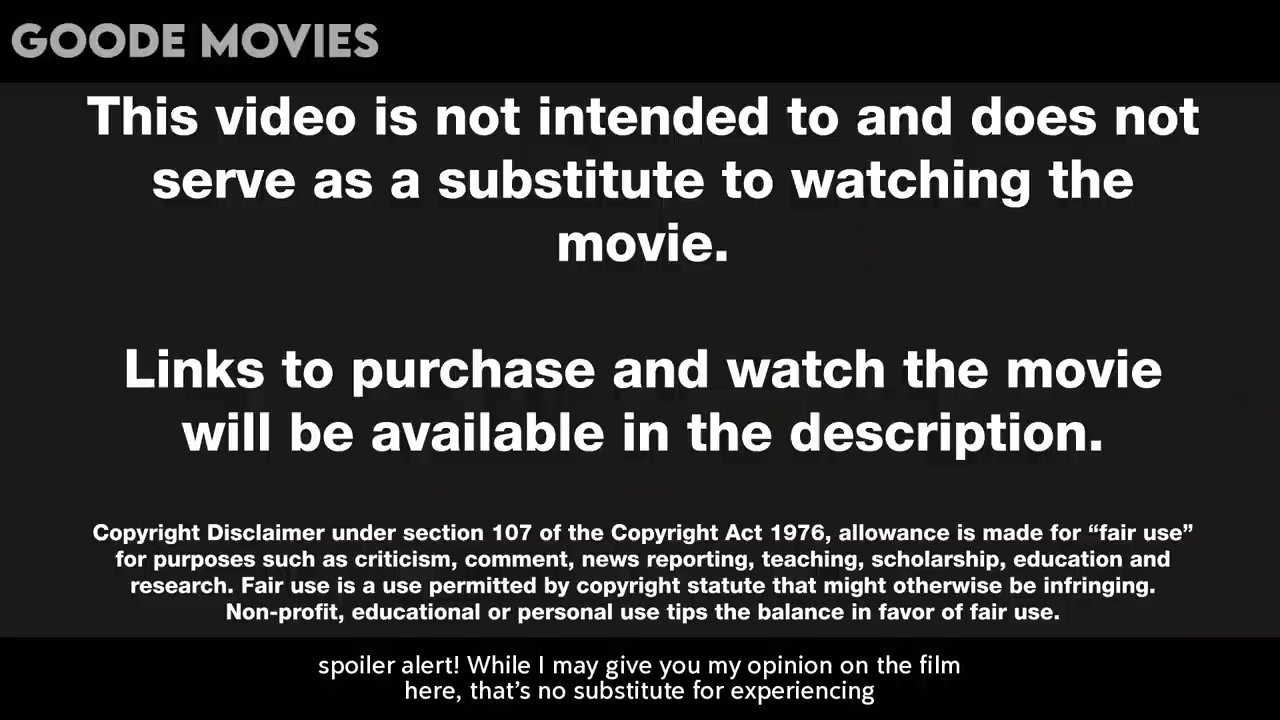 GOODE MOVIES
This video is not intended to and does not
serve as a substitute to watching the
movie.
Links to purchase and watch the movie
will be available in the description.
Copyright Disclaimer under section 107 of the Copyright Act 1976, allowance is made for “fair use”
for purposes such as criticism, comment, news reporting, teaching, scholarship, education and
research. Fair use is a use permitted by copyright statute that might otherwise be infringing.
Non-profit, educational or personal use tips the balance in favor of fair use.
spoiler alert! While I may give you my opinion on the film
here, that’s no substitute for experiencing